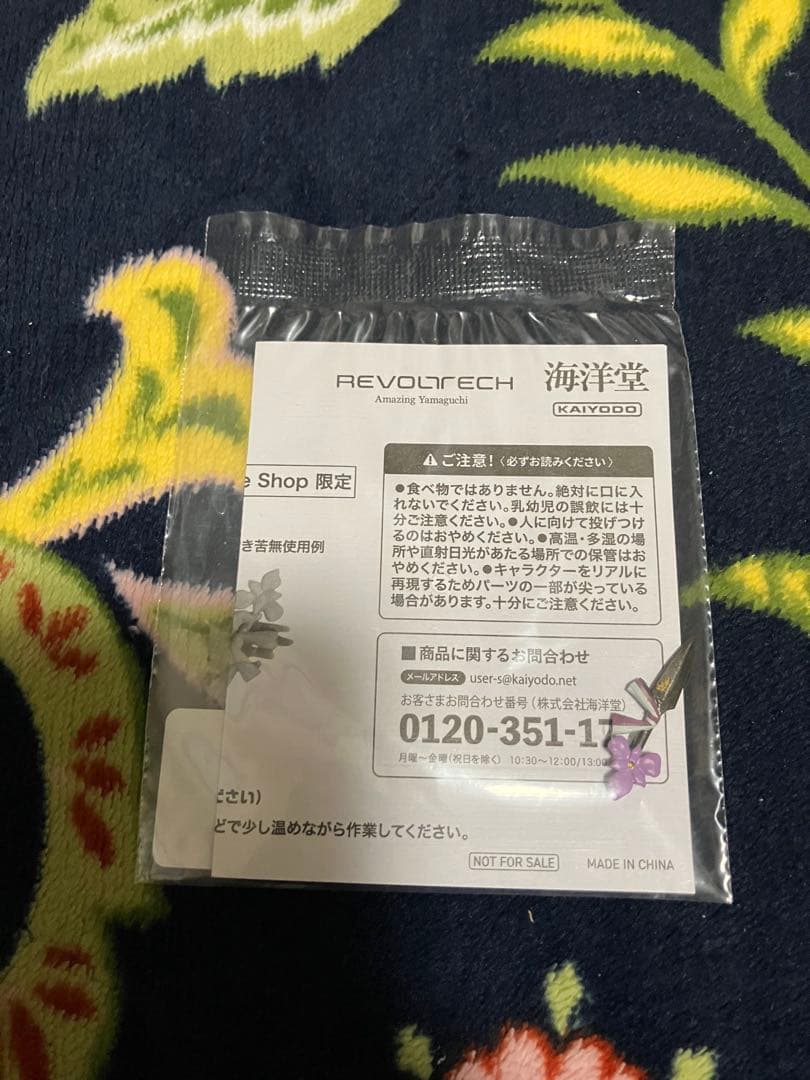 REVOLTECH
Amazing Yamaguchi
海洋堂
KAIYODO
e Shop 限定
き苦無使用例
ご注意！〈必ずお読みください〉
●食べ物ではありません。絶対に口に入
れないでください。乳幼児の誤飲には十
分ご注意ください。●人に向けて投げつけ
るのはおやめください。●高温・多湿の場
所や直射日光があたる場所での保管はお
やめください。●キャラクターをリアルに
再現するためパーツの一部が尖っている
場合があります。十分にご注意ください。
■商品に関するお問合わせ
メールアドレス user-s@kaiyodo.net
お客さまお問合わせ番号（株式会社海洋堂）
0120-351-17
月曜～金曜（祝日を除く） 10:30～12:00/13:00
ださい）
どで少し温めながら作業してください。
NOT FOR SALE
MADE IN CHINA